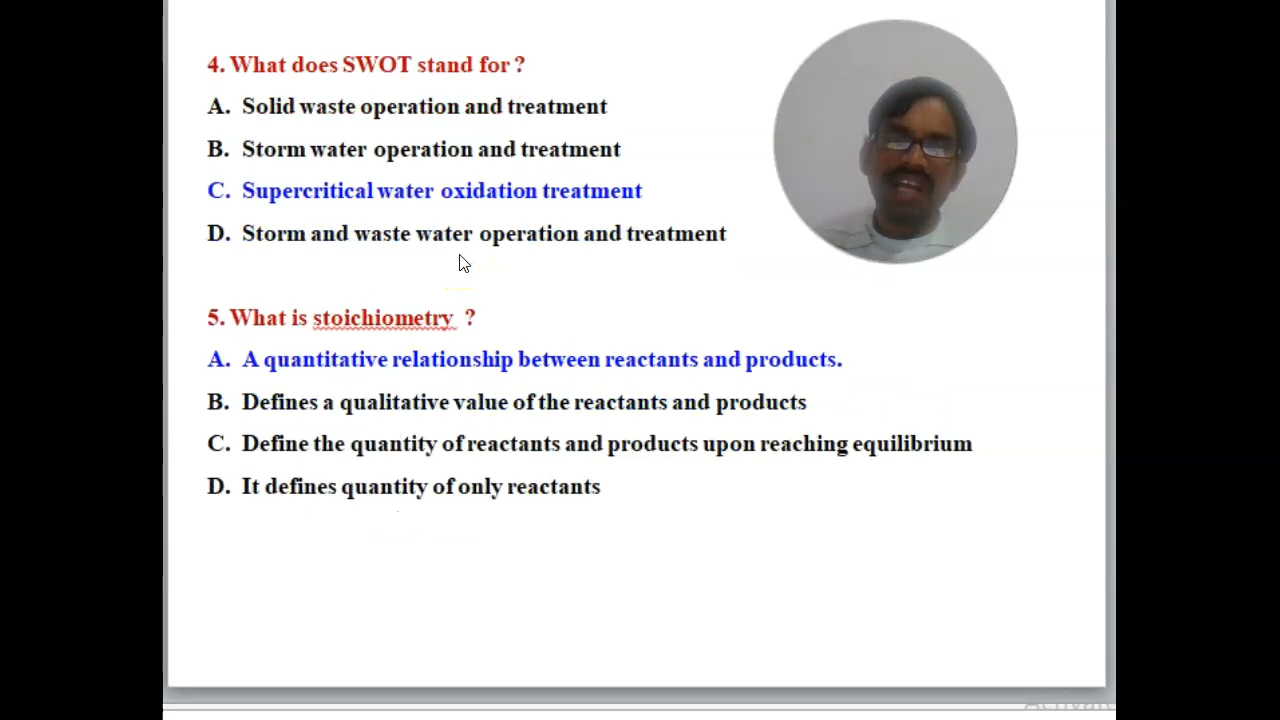 4. What does SWOT stand for ?
A. Solid waste operation and treatment
B. Storm water operation and treatment
C. Supercritical water oxidation treatment
D. Storm and waste water operation and treatment
5. What is stoichiometry ?
A. A quantitative relationship between reactants and products.
B. Defines a qualitative value of the reactants and products
C. Define the quantity of reactants and products upon reaching equilibrium
D. It defines quantity of only reactants